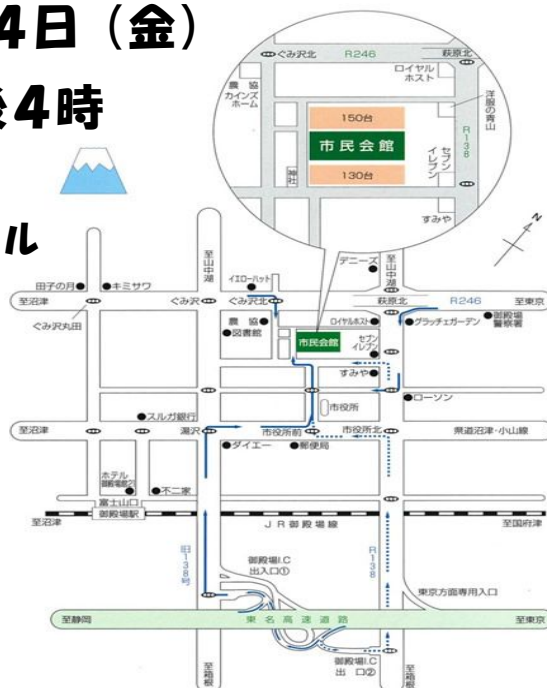 4日（金）
後4時
ル
ぐみ沢北
R246
萩原北
ロイヤル
ホスト
農協
カインズ
ホーム
洋服の青山
150台
市民会館
130台
R138
セブン
イレブン
神社
すみや
N
デニーズ
至山中湖
至山中湖
イエローハット
田子の月
キミサワ
至沼津
ぐみ沢
ぐみ沢北
萩原北
R246
至東京
ぐみ沢丸田
農協
図書館
ロイヤルホスト
グラッチェガーデン
御殿場
警察署
市民会館
セブン
イレブン
すみや
ローソン
市役所
スルガ銀行
至沼津
湯沢
市役所前
市役所北
県道沼津・小山線
ダイエー
郵便局
ホテル
不二家
富士山口
御殿場駅
至沼津
JR御殿場線
至国府津
旧138号
御殿場I.C
出入口①
R138
東京方面専用入口
至静岡
東名高速道路
至東京
御殿場I.C
出口②
至箱根
至箱根